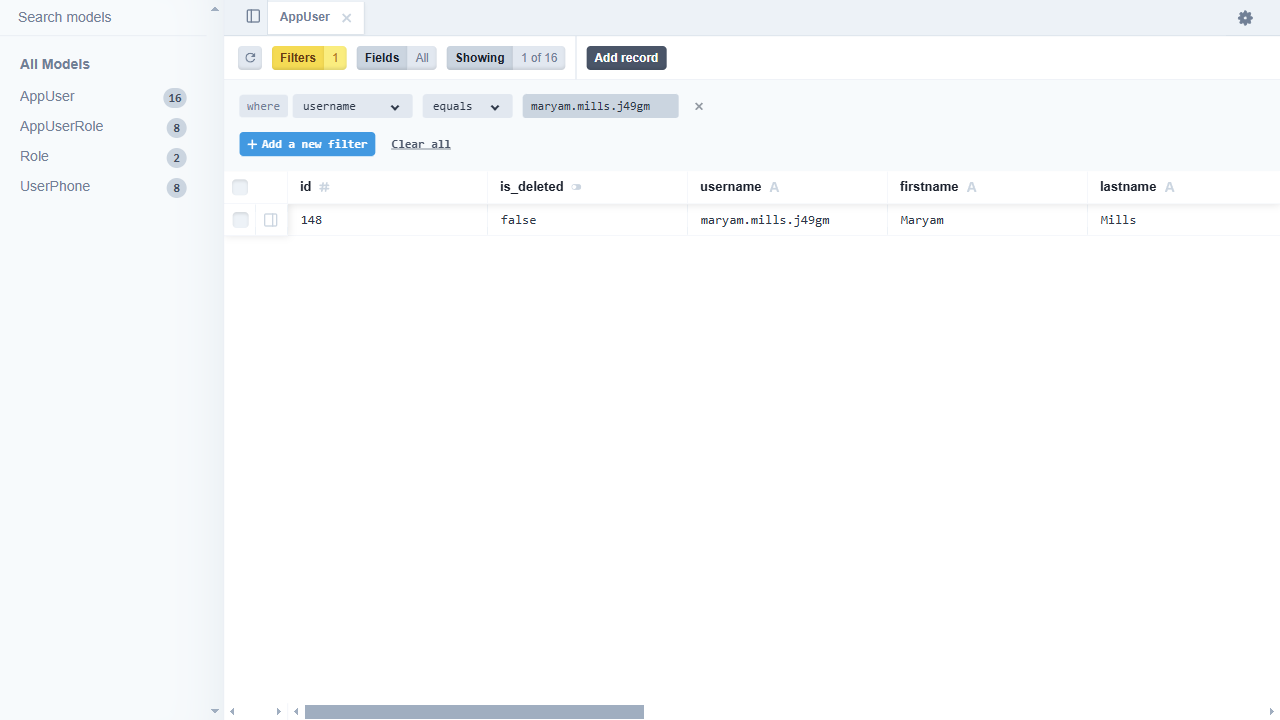 Search models
All Models
AppUser 16
AppUserRole 8
Role 2
UserPhone 8
AppUser
Filters 1 Fields All Showing 1 of 16 Add record
where username equals maryam.mills.j49gm
+ Add a new filter Clear all
id # is_deleted username A firstname A lastname A
148 false maryam.mills.j49gm Maryam Mills